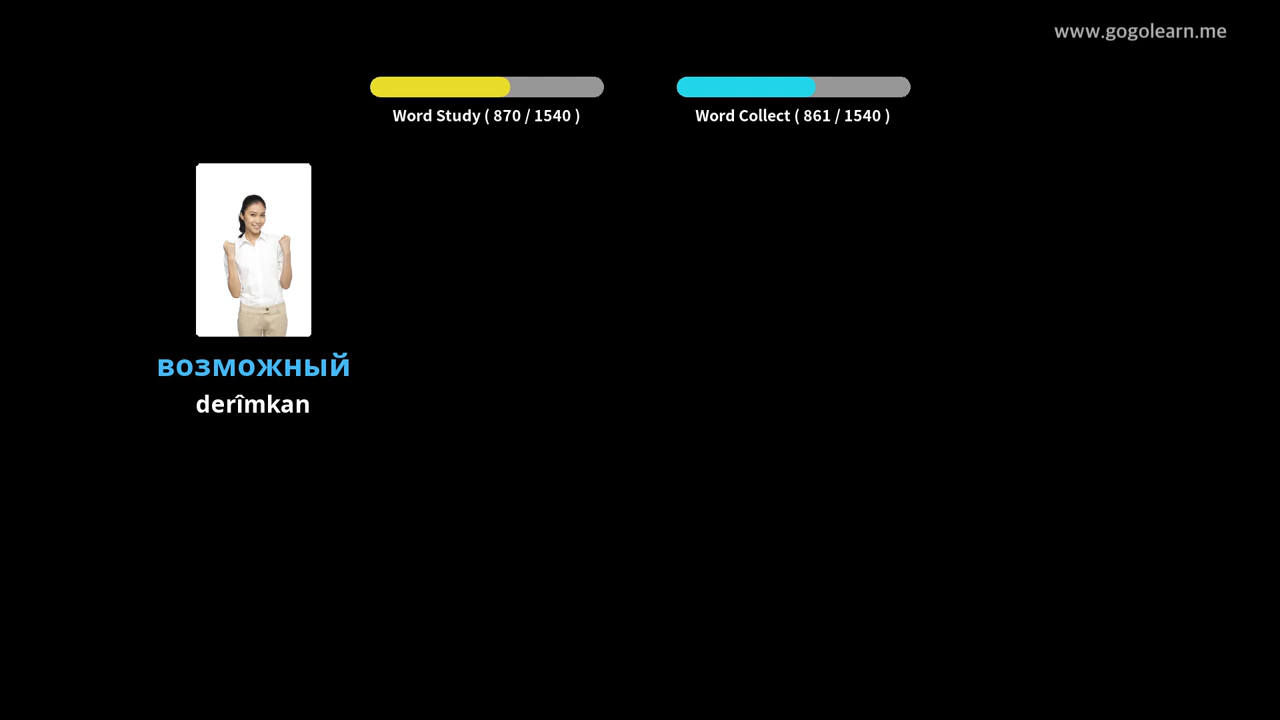 www.gogolearn.me
Word Study ( 870 / 1540 )
Word Collect ( 861 / 1540 )
возможный
derîmkan